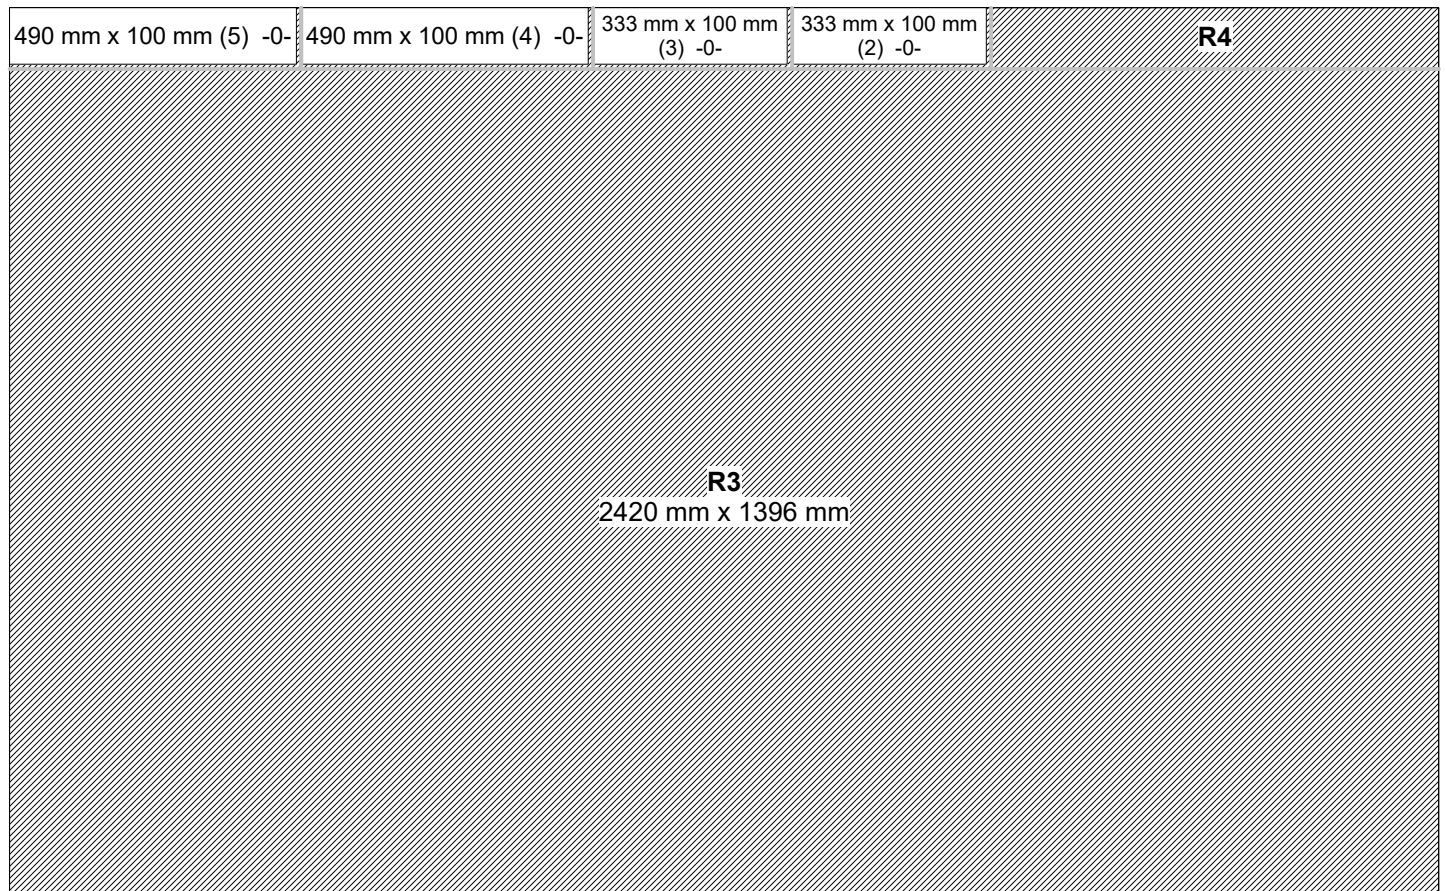 490 mm x 100 mm (5) -0-
490 mm x 100 mm (4) -0-
333 mm x 100 mm
(3) -0-
333 mm x 100 mm
(2) -0-
R4
R3
2420 mm x 1396 mm